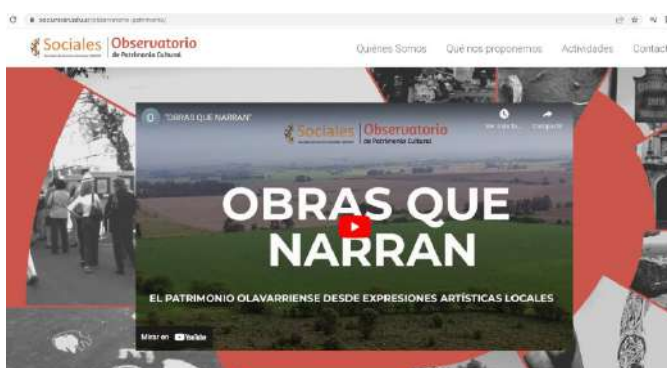 Sociales Observatorio
de Patrimonio Cultural
Quiénes Somos Qué nos proponemos Actividades Contact
O "OBRAS QUE NARRAN"
Sociales Observatorio
de Patrimonio Cultural
OBRAS QUE
NARRAN
EL PATRIMONIO OLAVARRIENSE DESDE EXPRESIONES ARTÍSTICAS LOCALES
Mirar en YouTube